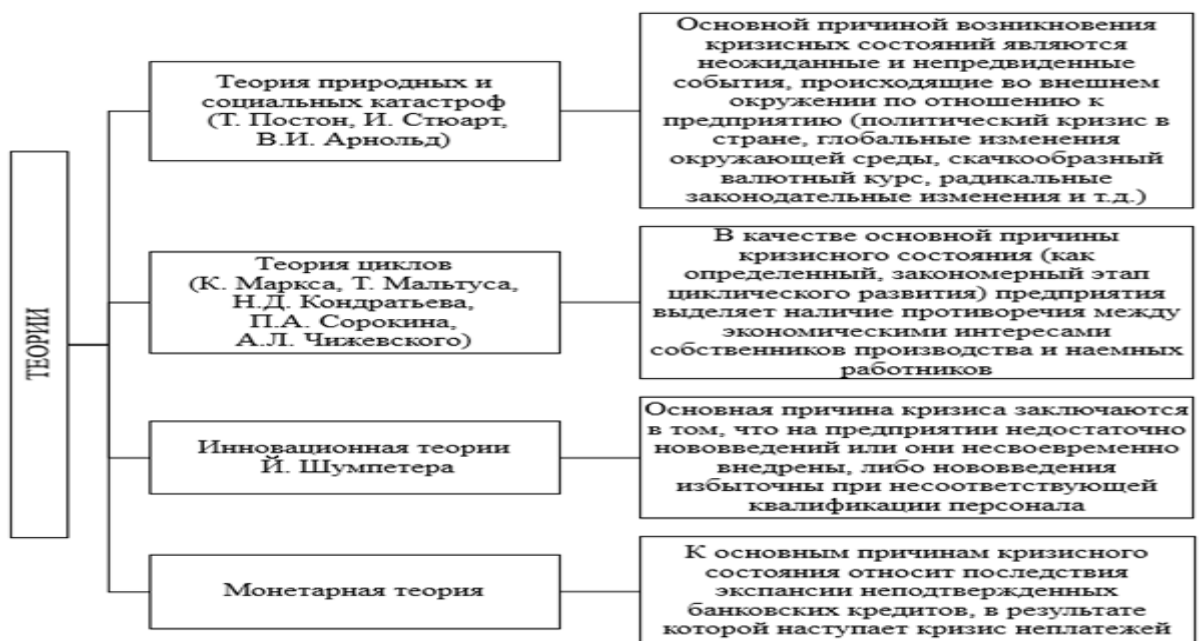 ТЕОРИИ
Теория природных и
социальных катастроф
(Т. Постон, И. Стюарт,
В.И. Арнольд)
Основной причиной возникновения
кризисных состояний являются
неожиданные и непредвиденные
события, происходящие во внешнем
окружении по отношению к
предприятию (политический кризис в
стране, глобальные изменения
окружающей среды, скачкообразный
валютный курс, радикальные
законодательные изменения и т.д.)
Теория циклов
(К. Маркса, Т. Мальтуса,
Н.Д. Кондратьева,
П.А. Сорокина,
А.Л. Чижевского)
В качестве основной причины
кризисного состояния (как
определенный, закономерный этап
циклического развития) предприятия
выделяет наличие противоречия между
экономическими интересами
собственников производства и наемных
работников
Инновационная теории
Й. Шумпетера
Основная причина кризиса заключаются
в том, что на предприятии недостаточно
нововведений или они несвоевременно
внедрены, либо нововведения
избыточны при несоответствующей
квалификации персонала
Монетарная теория
К основным причинам кризисного
состояния относит последствия
экспансии неподтвержденных
банковских кредитов, в результате
которой наступает кризис неплатежей